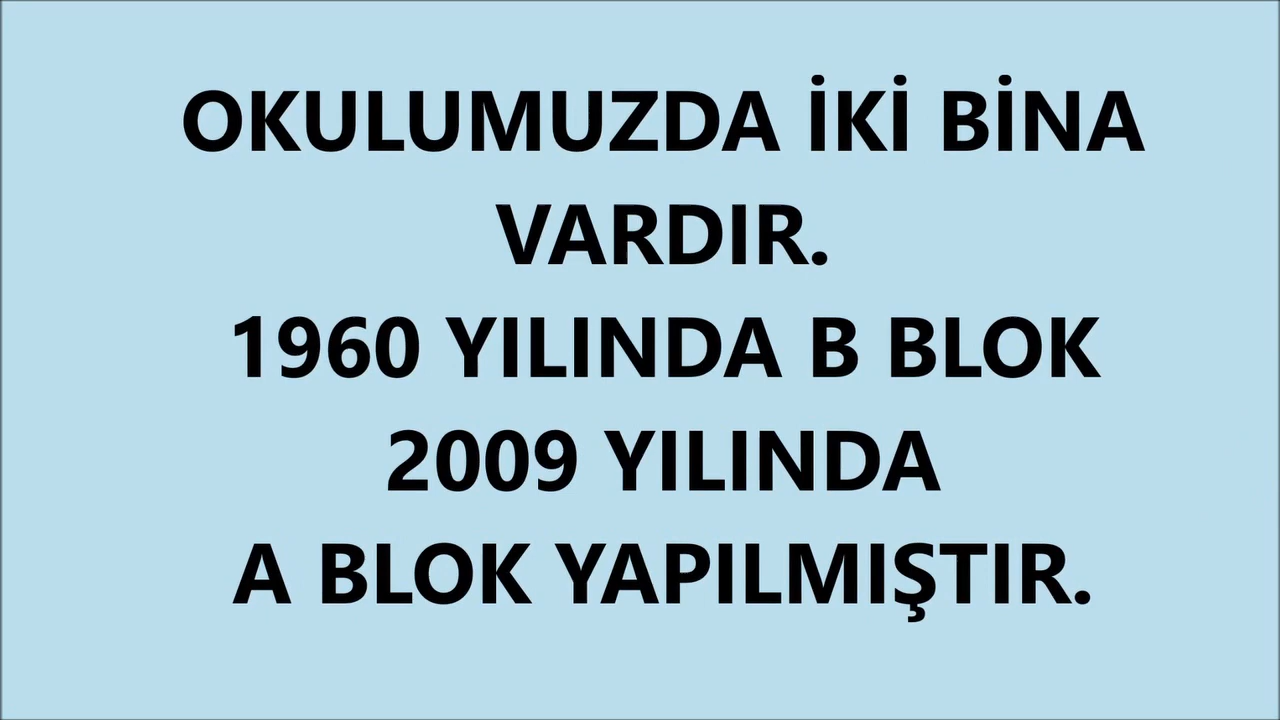 OKULUMUZDA İKİ BİNA
VARDIR.
1960 YILINDA B BLOK
2009 YILINDA
A BLOK YAPILMIŞTIR.